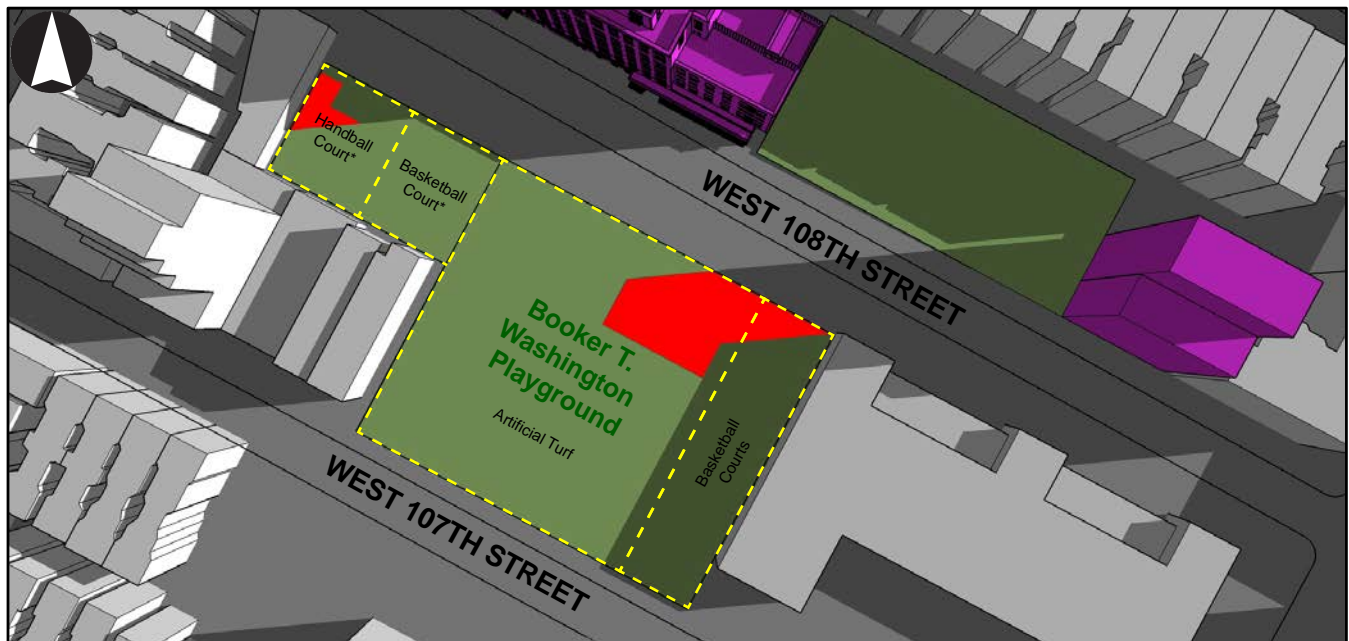 Handball
Court*
Basketball
Court*
WEST 108TH STREET
Booker T.
Washington
Playground
Artificial Turf
Basketball
Courts
WEST 107TH STREET